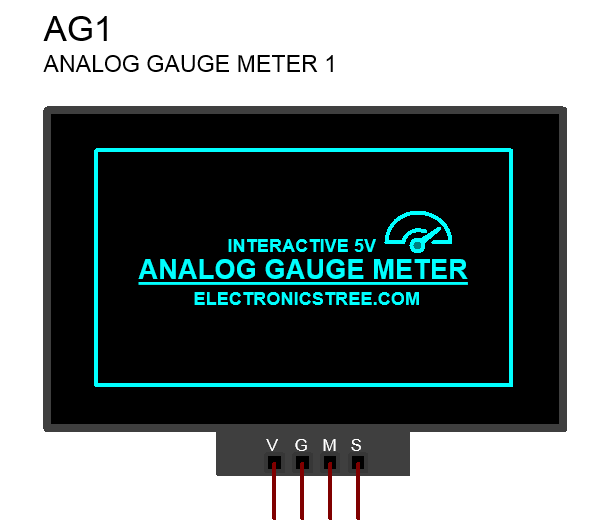 AG1
ANALOG GAUGE METER 1
INTERACTIVE 5V
ANALOG GAUGE METER
ELECTRONICSTREE.COM
V G M S